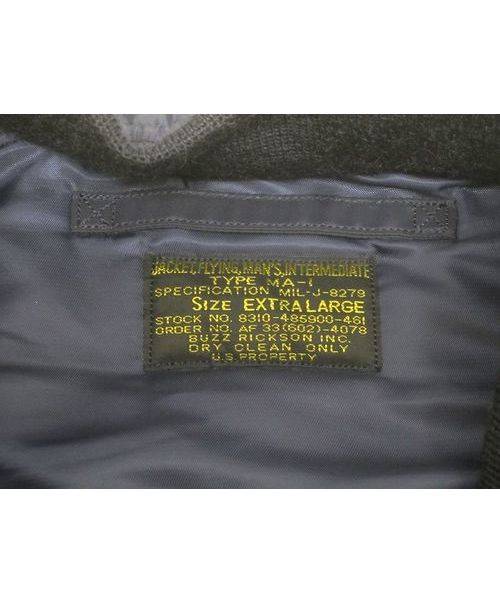 JACKET, FLYING, MAN'S, INTERMEDIATE
TYPE MA-1
SPECIFICATION MIL-J-8279
SIZE EXTRA LARGE
STOCK NO. 8310-485900-461
ORDER NO. AF 33(602)-4078
BUZZ RICKSON INC.
DRY CLEAN ONLY
U.S. PROPERTY